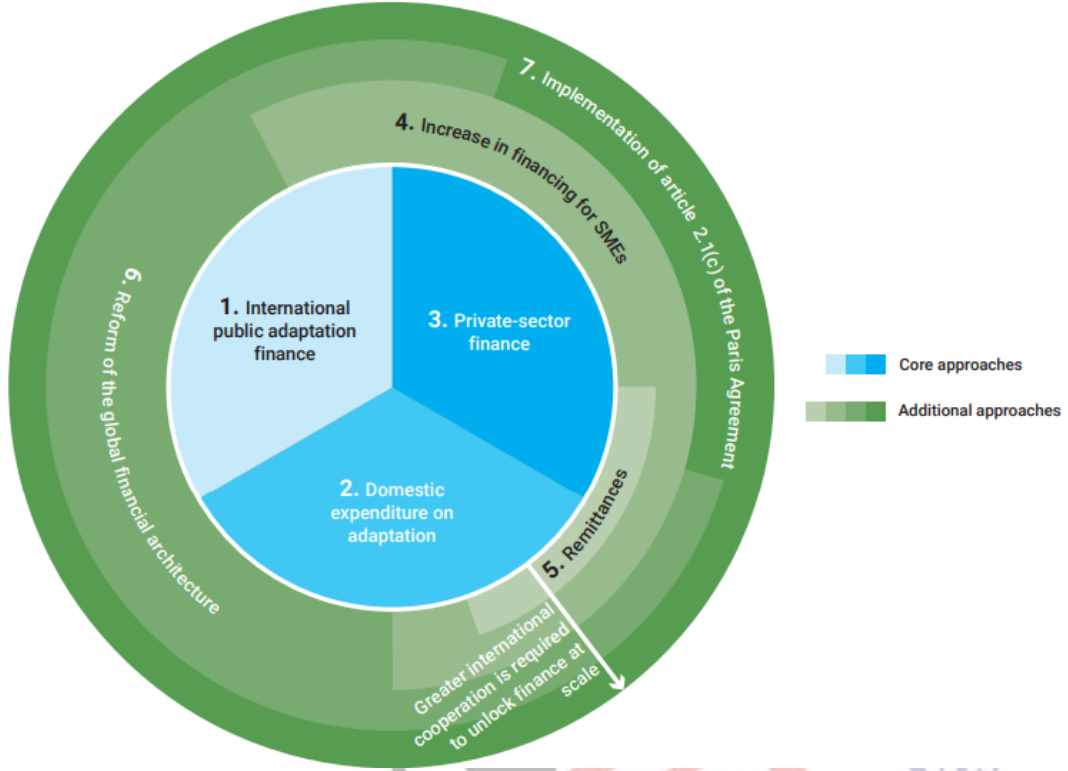 1. International
public adaptation
finance
2. Domestic
expenditure on
adaptation
3. Private-sector
finance
4. Increase in financing for SMEs
5. Remittances
6. Reform of the global financial architecture
7. Implementation of article 2.1(c) of the Paris Agreement
Greater international
cooperation is required
to unlock finance at
scale
Core approaches
Additional approaches